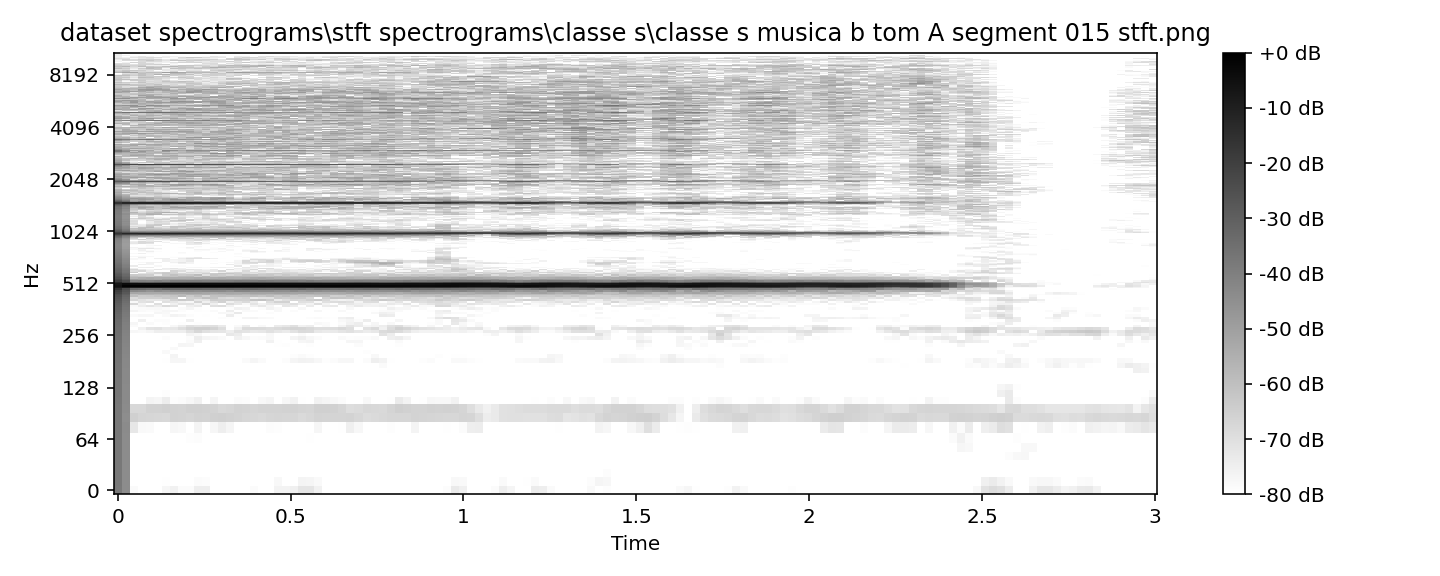 dataset spectrograms\stft spectrograms\classe s\classe s musica b tom A segment 015 stft.png
8192
4096
2048
1024
512
256
128
64
0
Hz
0
0.5
1
1.5
2
2.5
3
Time
+0 dB
-10 dB
-20 dB
-30 dB
-40 dB
-50 dB
-60 dB
-70 dB
-80 dB